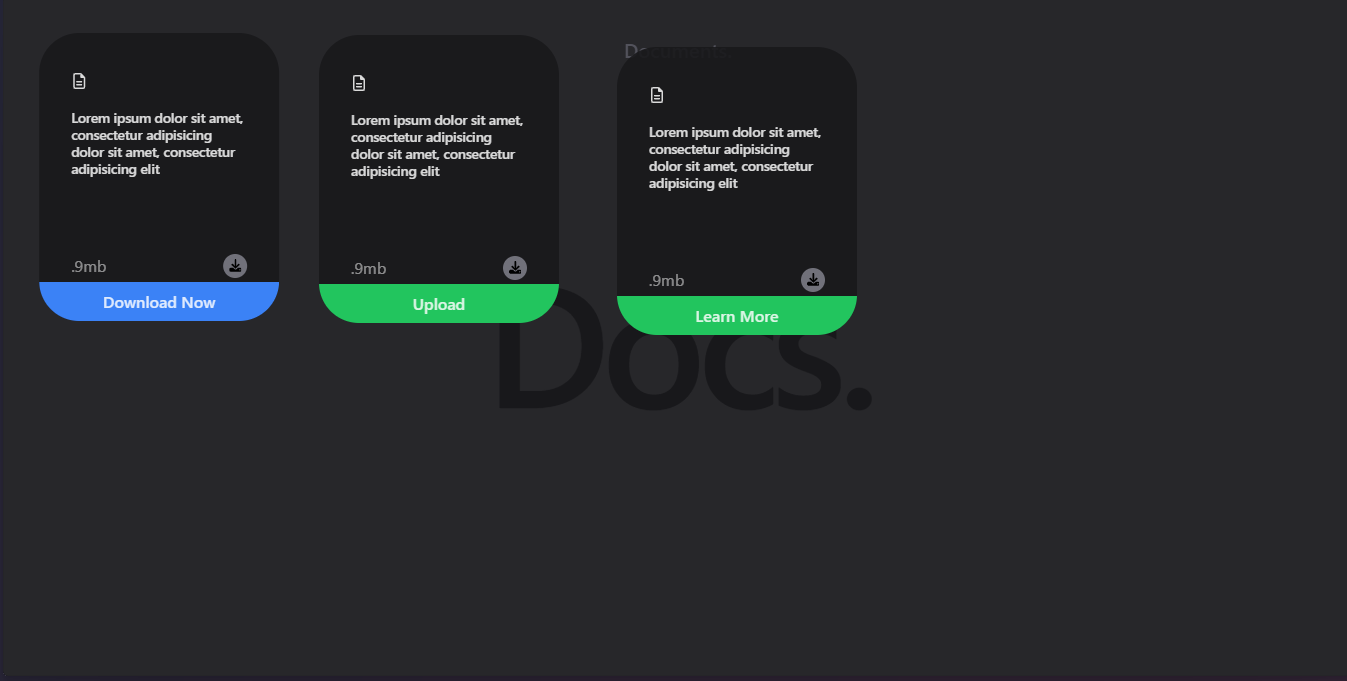 Documents.
Lorem ipsum dolor sit amet,
consectetur adipisicing
dolor sit amet, consectetur
adipisicing elit
.9mb
Download Now
Lorem ipsum dolor sit amet,
consectetur adipisicing
dolor sit amet, consectetur
adipisicing elit
.9mb
Upload
Lorem ipsum dolor sit amet,
consectetur adipisicing
dolor sit amet, consectetur
adipisicing elit
.9mb
Learn More
Docs.